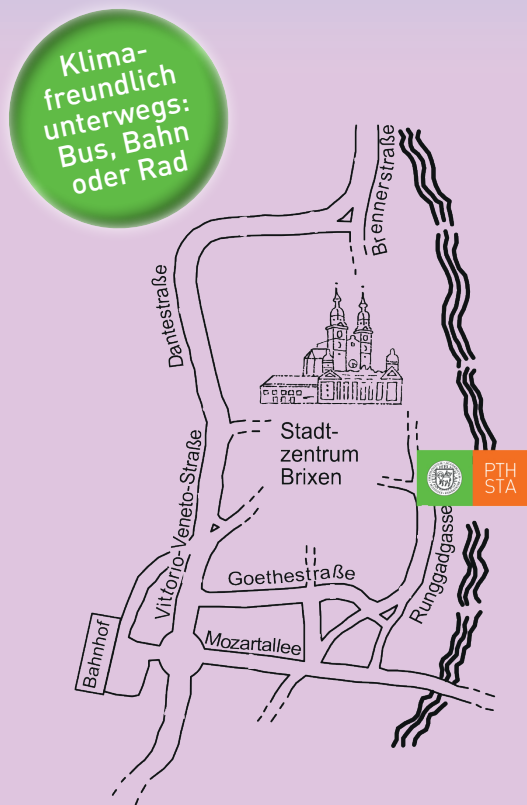 Klima-
freundlich
unterwegs:
Bus, Bahn
oder Rad
Brennerstraße
Dantestraße
Stadt-
zentrum
Brixen
PTH
STA
Vittorio-Veneto-Straße
Runggadgasse
Goethestraße
Mozartallee
Bahnhof